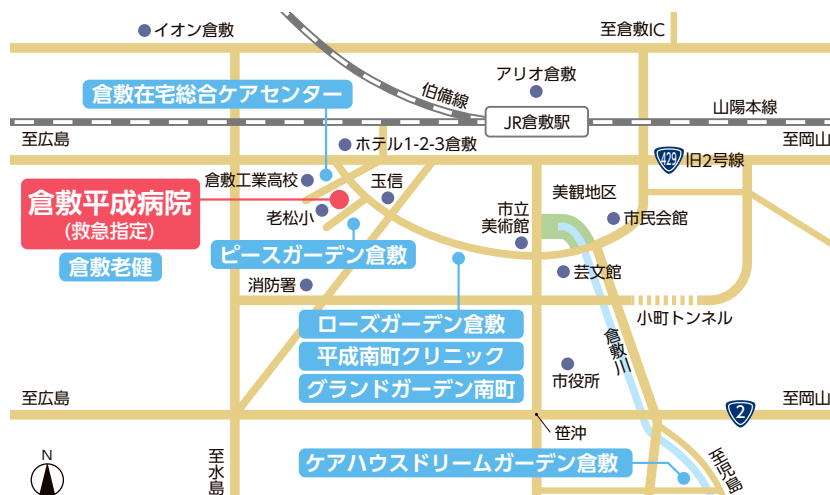 イオン倉敷
至倉敷IC
アリオ倉敷
伯備線
倉敷在宅総合ケアセンター
JR倉敷駅
山陽本線
至広島
ホテル1-2-3倉敷
至岡山
429
旧2号線
倉敷工業高校
玉信
美観地区
倉敷平成病院
(救急指定)
老松小
市立
美術館
市民会館
倉敷老健
ピースガーデン倉敷
消防署
芸文館
小町トンネル
ローズガーデン倉敷
平成南町クリニック
グランドガーデン南町
倉敷川
市役所
至広島
2
至岡山
笹沖
N
至水島
ケアハウスドリームガーデン倉敷
至児島